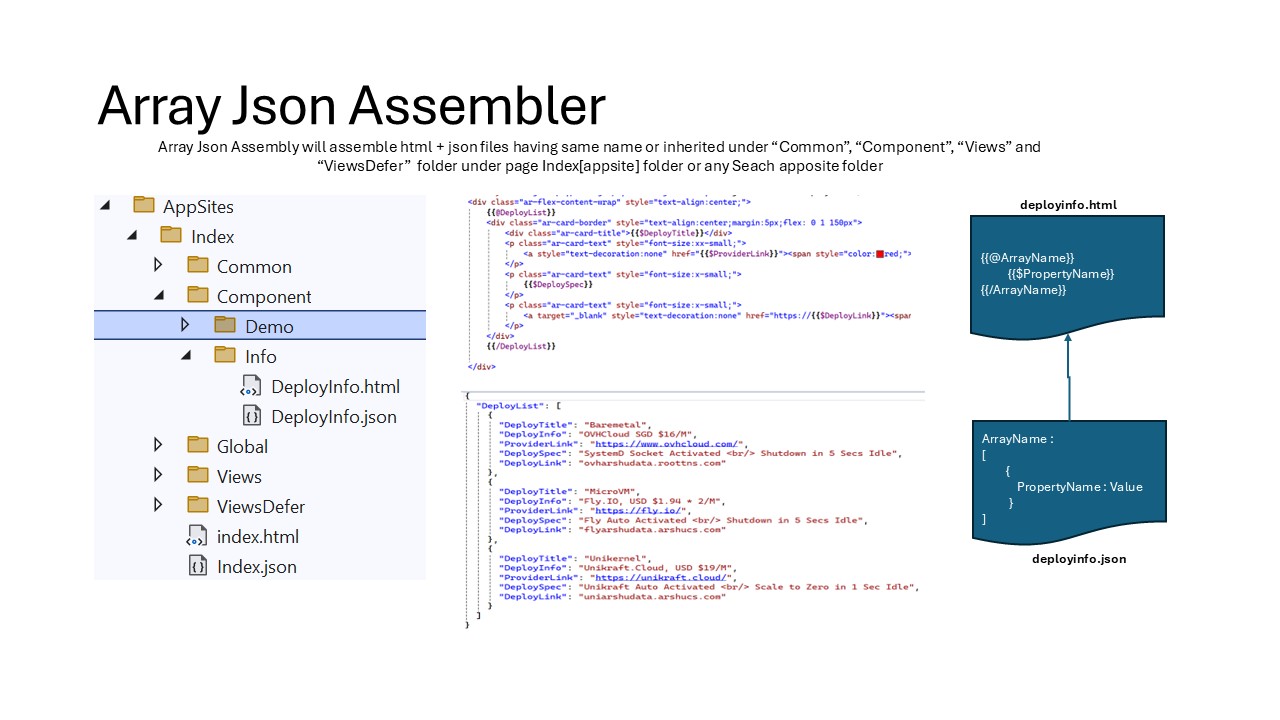 Array Json Assembler
Array Json Assembly will assemble html + json files having same name or inherited under “Common”, “Component”, “Views” and
“ViewsDefer” folder under page Index[appsite] folder or any Seach apposite folder
AppSites
Index
Common
Component
Demo
Info
DeployInfo.html
DeployInfo.json
Global
Views
ViewsDefer
index.html
Index.json
<div class="ar-flex-content-wrap" style="text-align:center;">
{{@DeployList}}
<div class="ar-card-border" style="text-align:center;margin:5px;flex: 0 1 150px">
<div class="ar-card-title">{{$DeployTitle}}</div>
<p class="ar-card-text" style="font-size:xx-small;">
<a style="text-decoration:none" href="{{$ProviderLink}}"><span style="color:red;">
</p>
<p class="ar-card-text" style="font-size:x-small;">
{{$DeploySpec}}
</p>
<p class="ar-card-text" style="font-size:x-small;">
<a target="_blank" style="text-decoration:none" href="https://{{$DeployLink}}"><spar
</p>
</div>
{{/DeployList}}
</div>
{
"DeployList": [
{
"DeployTitle": "Baremetal",
"DeployInfo": "OVHCloud SGD $16/M",
"ProviderLink": "https://www.ovhcloud.com/",
"DeploySpec": "SystemD Socket Activated <br/> Shutdown in 5 Secs Idle",
"DeployLink": "ovharshudata.roottns.com"
},
{
"DeployTitle": "MicroVM",
"DeployInfo": "Fly.IO, USD $1.94 * 2/M",
"ProviderLink": "https://fly.io/",
"DeploySpec": "Fly Auto Activated <br/> Shutdown in 5 Secs Idle",
"DeployLink": "flyarshudata.arshucs.com"
},
{
"DeployTitle": "Unikernel",
"DeployInfo": "Unikraft.Cloud, USD $19/M",
"ProviderLink": "https://unikraft.cloud/",
"DeploySpec": "Unikraft Auto Activated <br/> Scale to Zero in 1 Sec Idle",
"DeployLink": "uniarshudata.arshucs.com"
}
]
}
deployinfo.html
{{@ArrayName}}
{{$PropertyName}}
{{/ArrayName}}
ArrayName :
[
{
PropertyName : Value
}
]
deployinfo.json